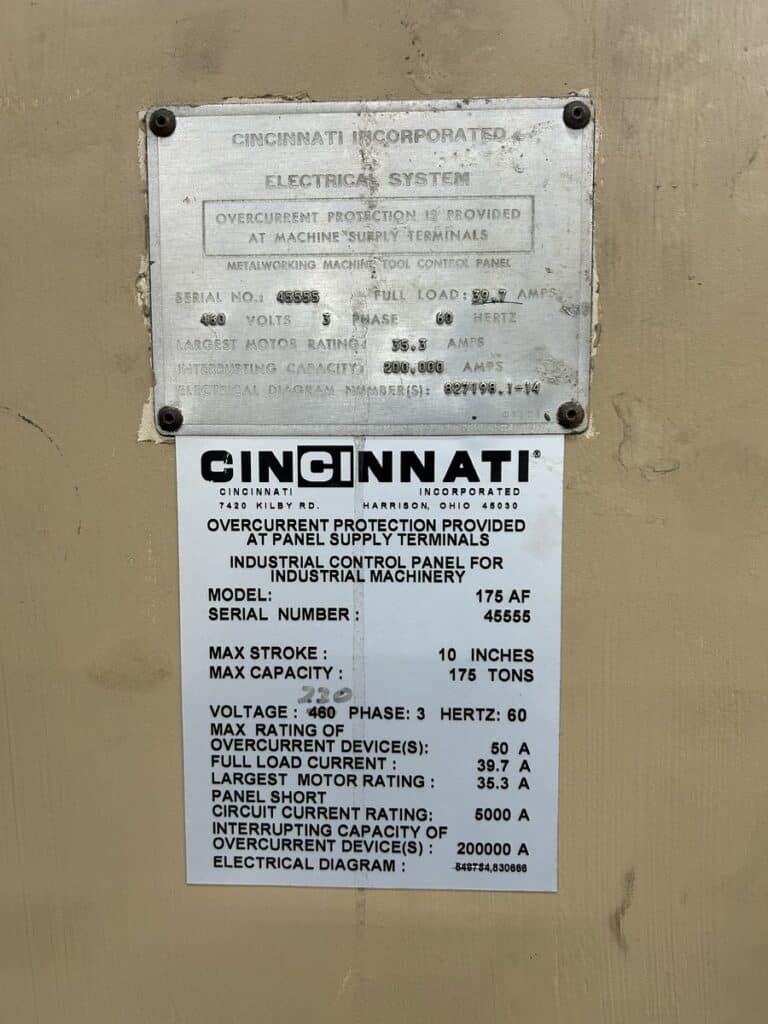 CINCINNATI INCORPORATED
ELECTRICAL SYSTEM
OVERCURRENT PROTECTION IS PROVIDED
AT MACHINE SUPPLY TERMINALS
METALWORKING MACHINE TOOL CONTROL PANEL
SERIAL NO.: 45555 FULL LOAD: 39.7 AMPS
460 VOLTS 3 PHASE 60 HERTZ
LARGEST MOTOR RATING: 35.3 AMPS
INTERRUPTING CAPACITY: 200,000 AMPS
ELECTRICAL DIAGRAM NUMBER(S): 827198.1-14
CINCINNATI®
CINCINNATI INCORPORATED
7420 KILBY RD. HARRISON, OHIO 45030
OVERCURRENT PROTECTION PROVIDED
AT PANEL SUPPLY TERMINALS
INDUSTRIAL CONTROL PANEL FOR
INDUSTRIAL MACHINERY
MODEL: 175 AF
SERIAL NUMBER: 45555
MAX STROKE: 10 INCHES
MAX CAPACITY: 175 TONS
230
VOLTAGE: 460 PHASE: 3 HERTZ: 60
MAX RATING OF
OVERCURRENT DEVICE(S): 50 A
FULL LOAD CURRENT: 39.7 A
LARGEST MOTOR RATING: 35.3 A
PANEL SHORT
CIRCUIT CURRENT RATING: 5000 A
INTERRUPTING CAPACITY OF
OVERCURRENT DEVICE(S): 200000 A
ELECTRICAL DIAGRAM: 849784,830666